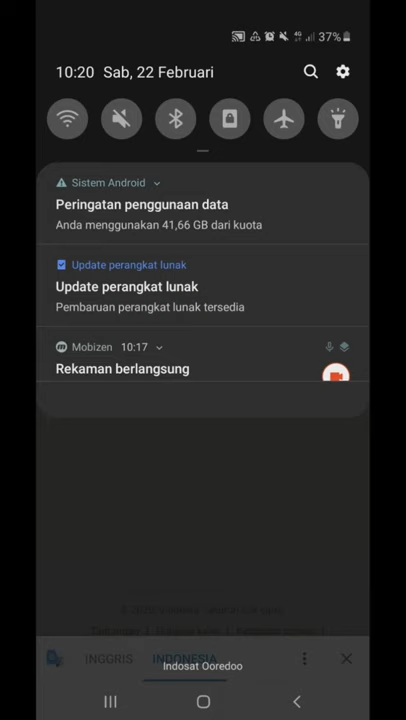 4G 37%
10:20 Sab, 22 Februari
Sistem Android
Peringatan penggunaan data
Anda menggunakan 41,66 GB dari kuota
Update perangkat lunak
Update perangkat lunak
Pembaruan perangkat lunak tersedia
Mobizen 10:17
Rekaman berlangsung
INGGRIS INDONESIA
Indosat Ooredoo